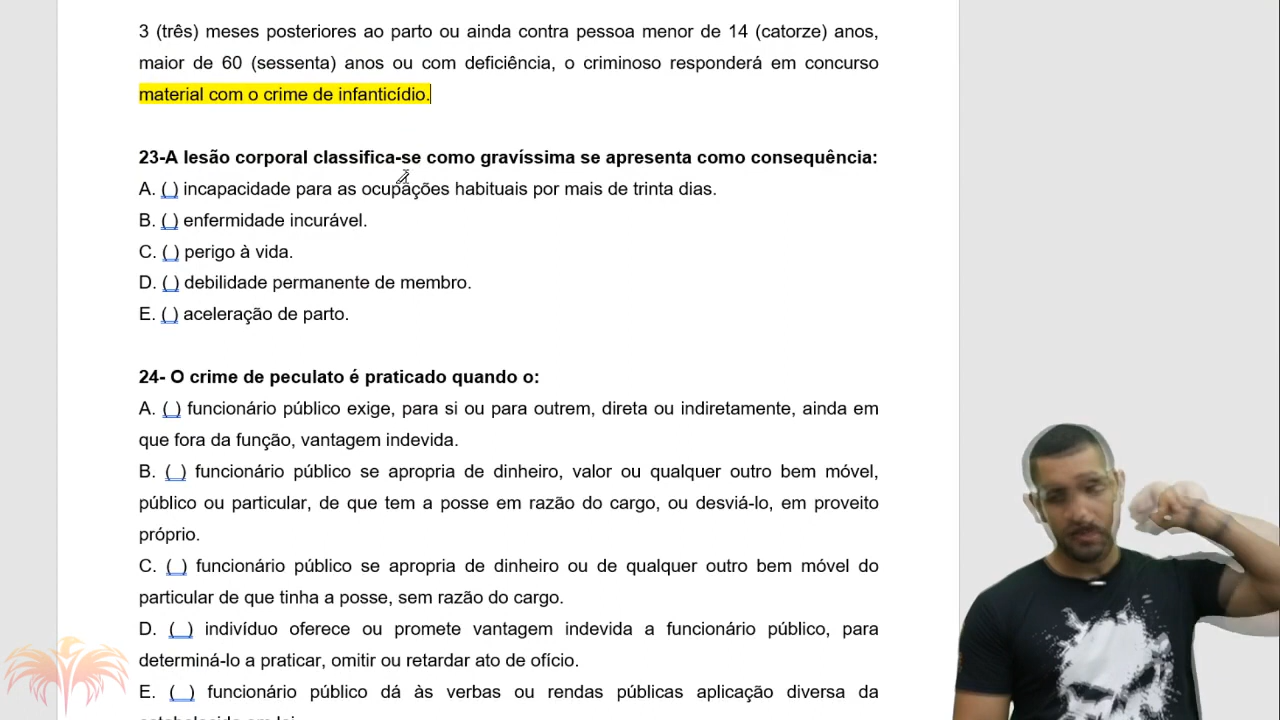 3 (três) meses posteriores ao parto ou ainda contra pessoa menor de 14 (catorze) anos,
maior de 60 (sessenta) anos ou com deficiência, o criminoso responderá em concurso
material com o crime de infanticídio.
23-A lesão corporal classifica-se como gravíssima se apresenta como consequência:
A. ( ) incapacidade para as ocupações habituais por mais de trinta dias.
B. ( ) enfermidade incurável.
C. ( ) perigo à vida.
D. ( ) debilidade permanente de membro.
E. ( ) aceleração de parto.
24- O crime de peculato é praticado quando o:
A. ( ) funcionário público exige, para si ou para outrem, direta ou indiretamente, ainda em
que fora da função, vantagem indevida.
B. ( ) funcionário público se apropria de dinheiro, valor ou qualquer outro bem móvel,
público ou particular, de que tem a posse em razão do cargo, ou desviá-lo, em proveito
próprio.
C. ( ) funcionário público se apropria de dinheiro ou de qualquer outro bem móvel do
particular de que tinha a posse, sem razão do cargo.
D. ( ) indivíduo oferece ou promete vantagem indevida a funcionário público, para
determiná-lo a praticar, omitir ou retardar ato de ofício.
E. ( ) funcionário público dá às verbas ou rendas públicas aplicação diversa da